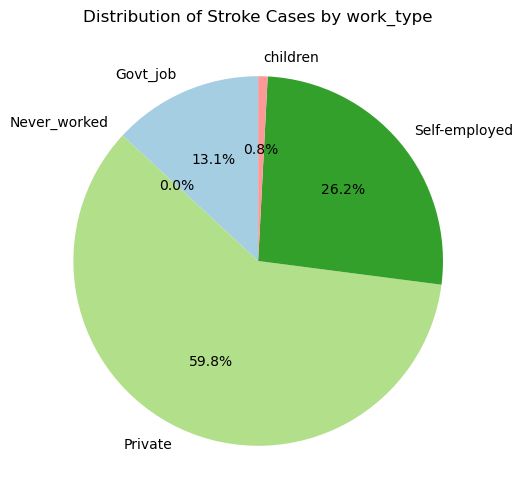 Distribution of Stroke Cases by work_type
children
Govt_job
Never_worked
Self-employed
0.8%
13.1%
0.0%
26.2%
59.8%
Private